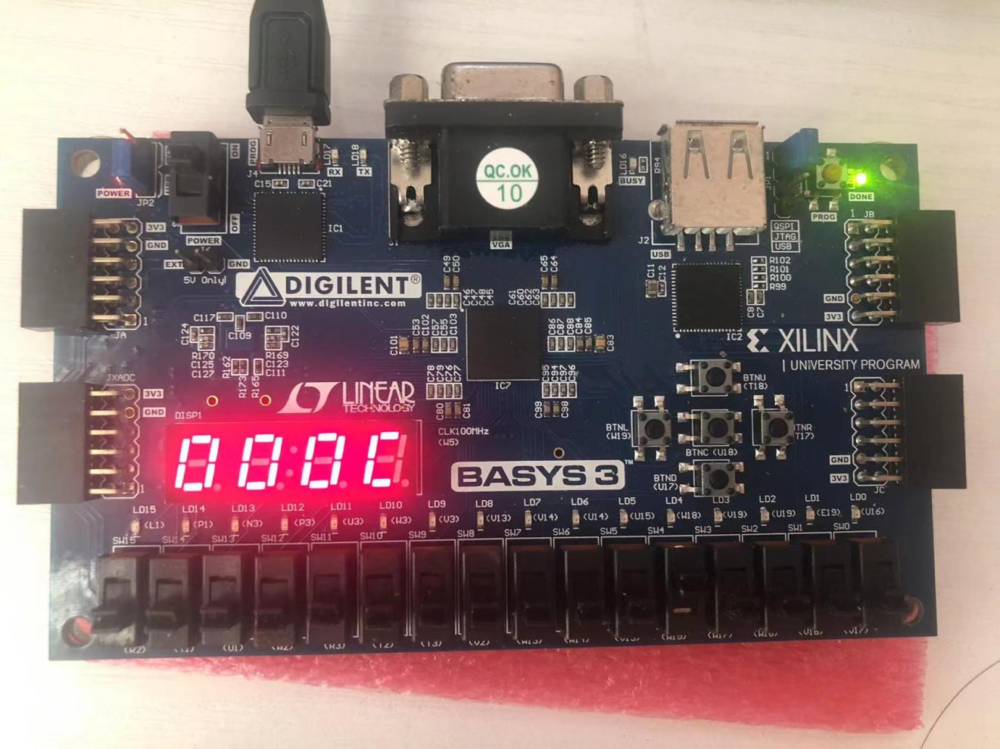 ON
PROG
J4
LD17
RX
LD18
TX
C15
C21
POWER
JP2
OFF
POWER
IC1
EXT
GND
5V Only!
3V3
GND
1
JA
QC.OK
10
J1
VGA
LD16
BUSY
R94
J2
USB
JP1
1
DONE
PROG
QSPI
JTAG
USB
1
JB
GND
3V3
R102
R101
R100
R99
C11
C12
C8
C7
IC2
DIGILENT®
www.digilentinc.com
C117
C110
C109
C124
C122
R170
C125
C127
R162
R173
R165
R169
C123
C111
C49
C50
C65
C64
C46
C47
C48
C45
C61
C60
C62
C63
C101
C53
C102
C57
C55
C103
C86
C87
C88
C84
C85
C83
C78
C79
C76
C77
C95
C94
C97
C96
C80
C81
C99
C98
IC7
XILINX
UNIVERSITY PROGRAM
JXADC
3V3
GND
1
LINEAR
TECHNOLOGY
DISP1
000C
CLK100MHz
(W5)
BASYS 3™
BTNU
(T18)
BTNL
(W19)
BTNC (U18)
BTNR
(T17)
BTND
(U17)
1
GND
3V3
JC
LD15 LD14 LD13 LD12 LD11 LD10 LD9 LD8 LD7 LD6 LD5 LD4 LD3 LD2 LD1 LD0
(L1) (P1) (N3) (P3) (U3) (W3) (V3) (V13) (V14) (U14) (U15) (W18) (V19) (U19) (E19) (U16)
SW15 SW14 SW13 SW12 SW11 SW10 SW9 SW8 SW7 SW6 SW5 SW4 SW3 SW2 SW1 SW0
(R2) (T1) (U1) (W2) (R3) (T2) (T3) (V2) (W13) (W14) (V15) (W15) (W17) (W16) (V16) (V17)